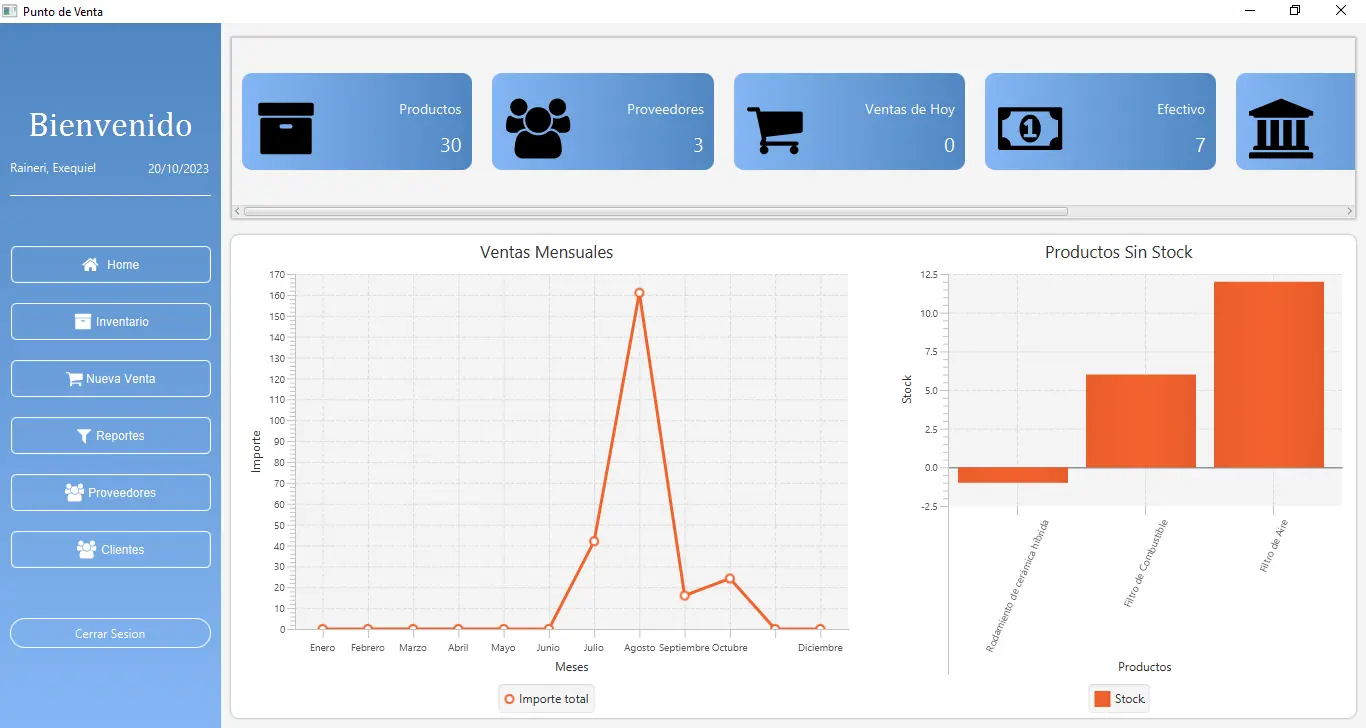 Punto de Venta
Bienvenido
Raineri, Exequiel 20/10/2023
Home
Inventario
Nueva Venta
Reportes
Proveedores
Clientes
Cerrar Sesion
Productos
30
Proveedores
3
Ventas de Hoy
0
1
Efectivo
7
Ventas Mensuales
Importe
170
160
150
140
130
120
110
100
90
80
70
60
50
40
30
20
10
0
Enero Febrero Marzo Abril Mayo Junio Julio Agosto Septiembre Octubre Diciembre
Meses
Importe total
Productos Sin Stock
Stock
12.5
10.0
7.5
5.0
2.5
0.0
-2.5
Rodamiento de cerámica híbrida
Filtro de Combustible
Filtro de Aire
Productos
Stock